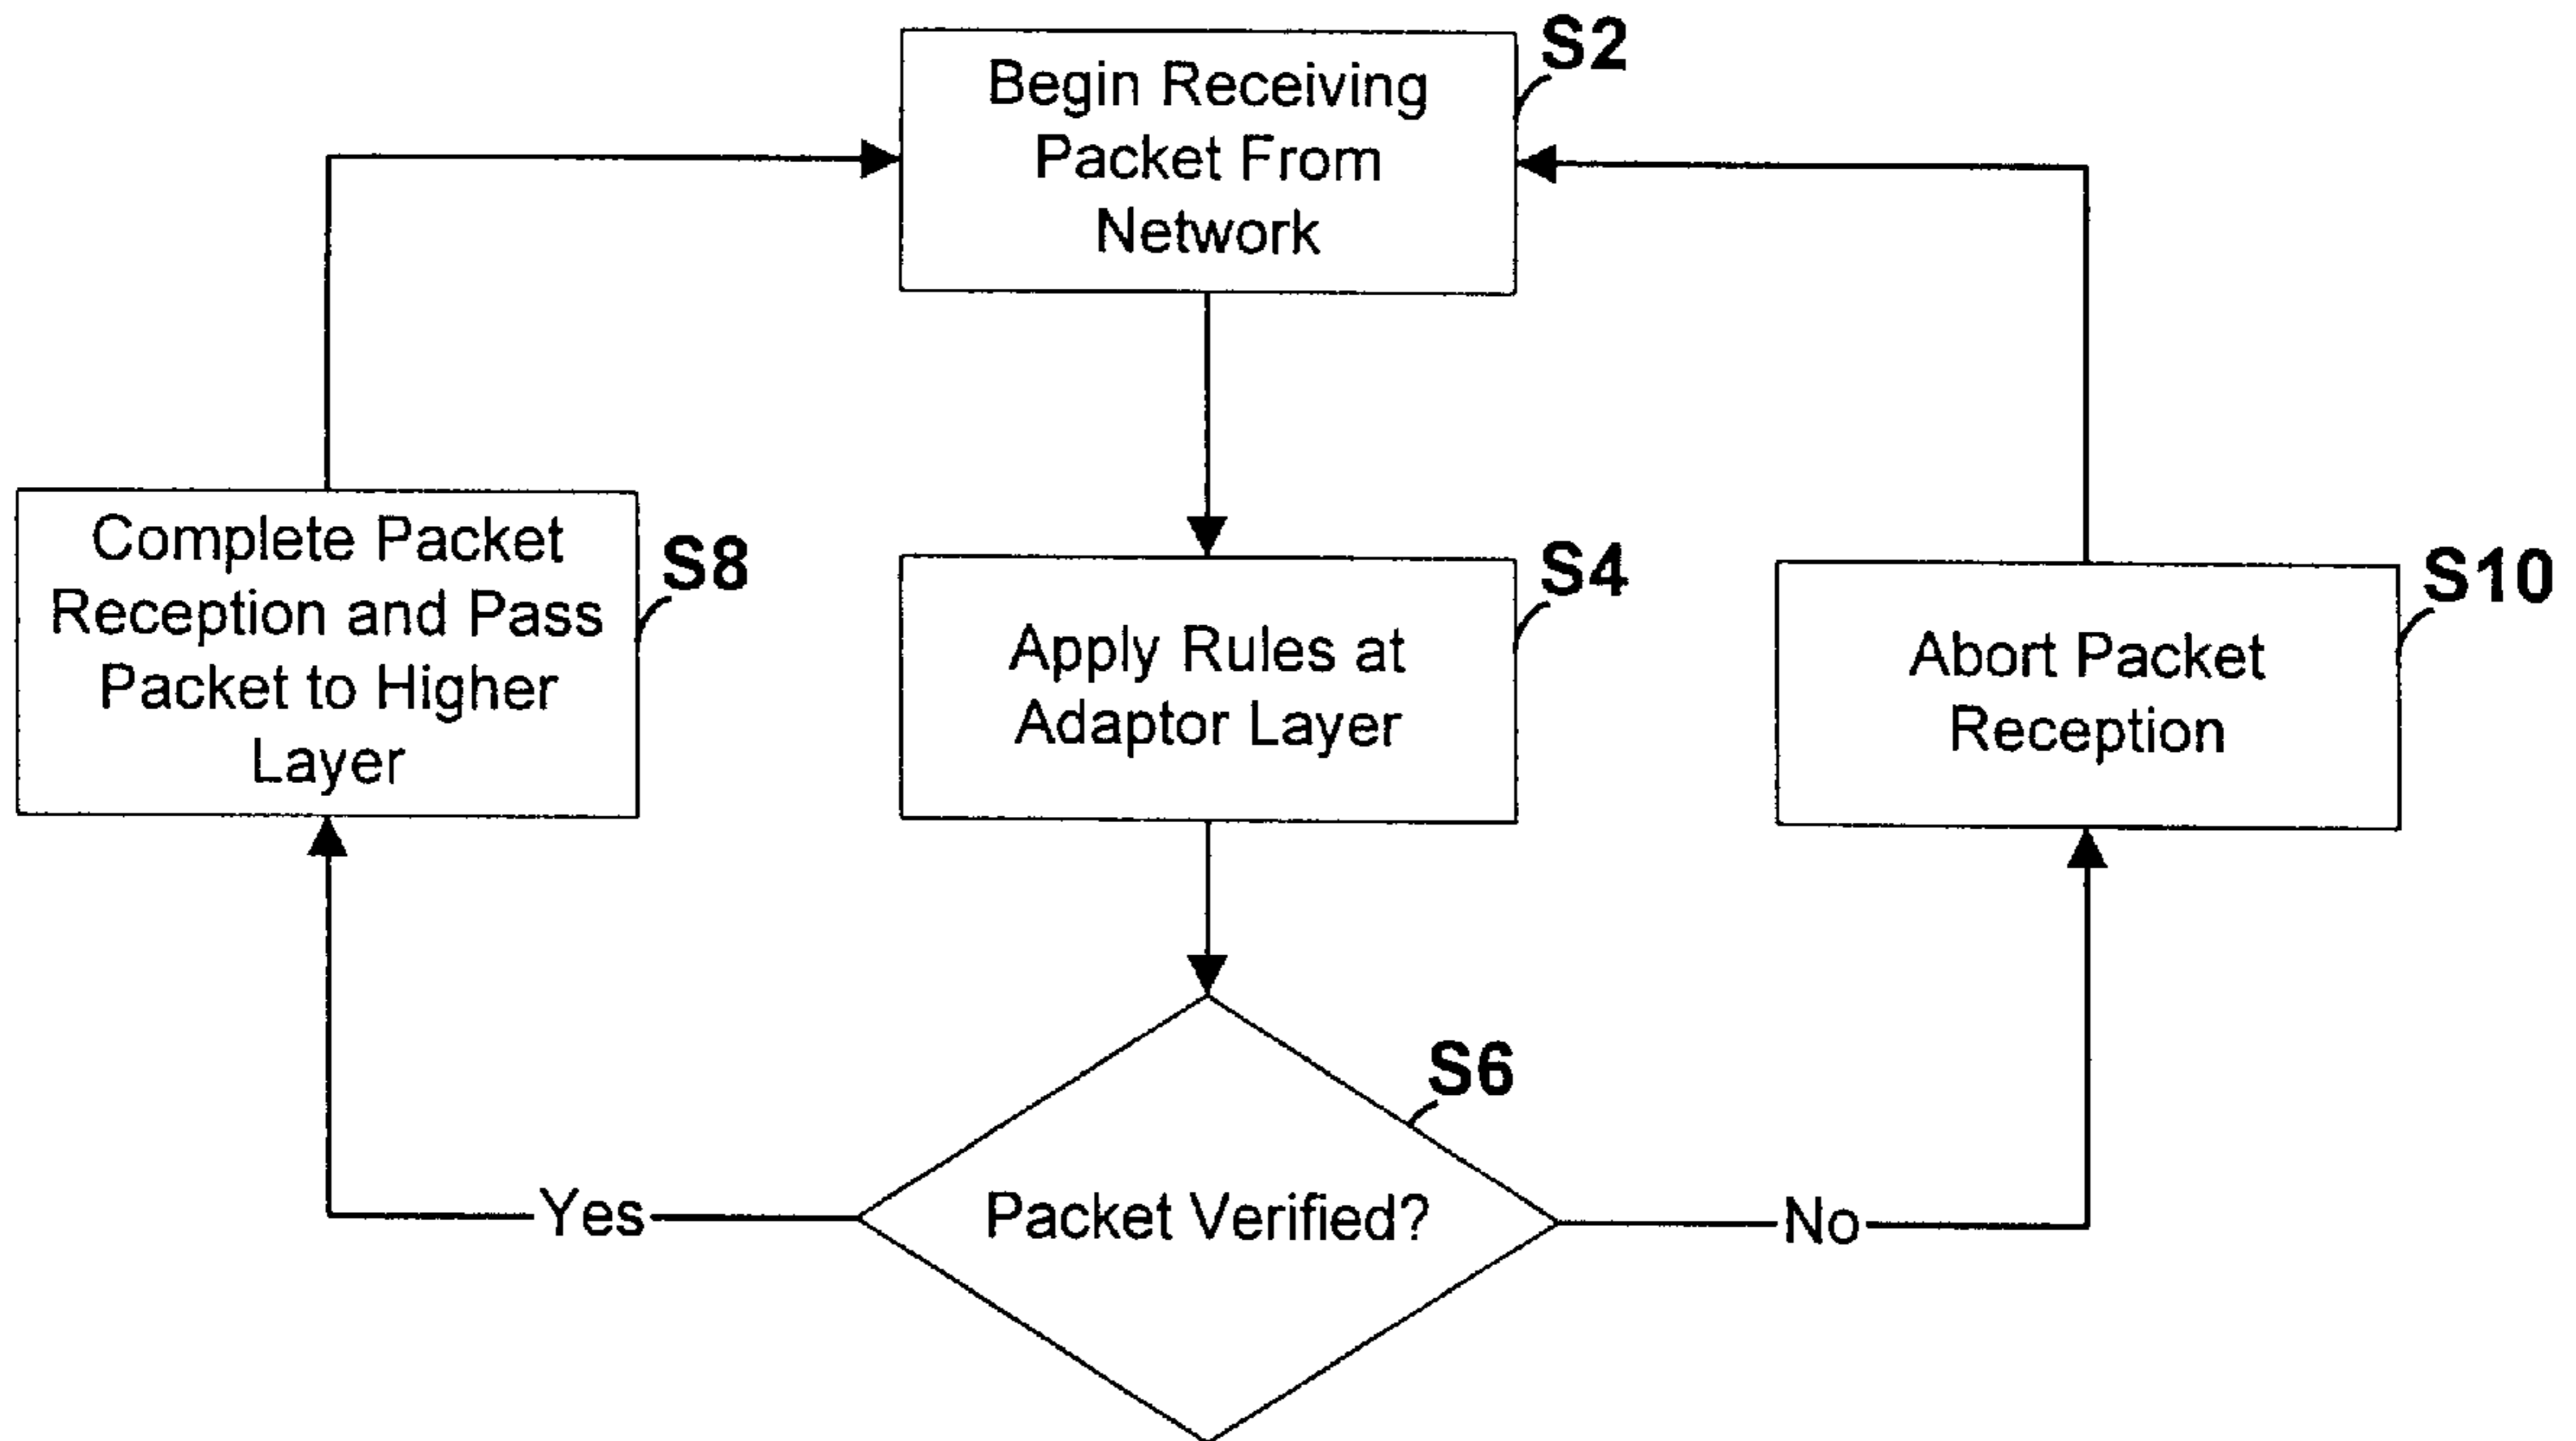 Begin Receiving
Packet From
Network
S2
Complete Packet
Reception and Pass
Packet to Higher
Layer
S8
Apply Rules at
Adaptor Layer
S4
Abort Packet
Reception
S10
Packet Verified?
S6
Yes
No